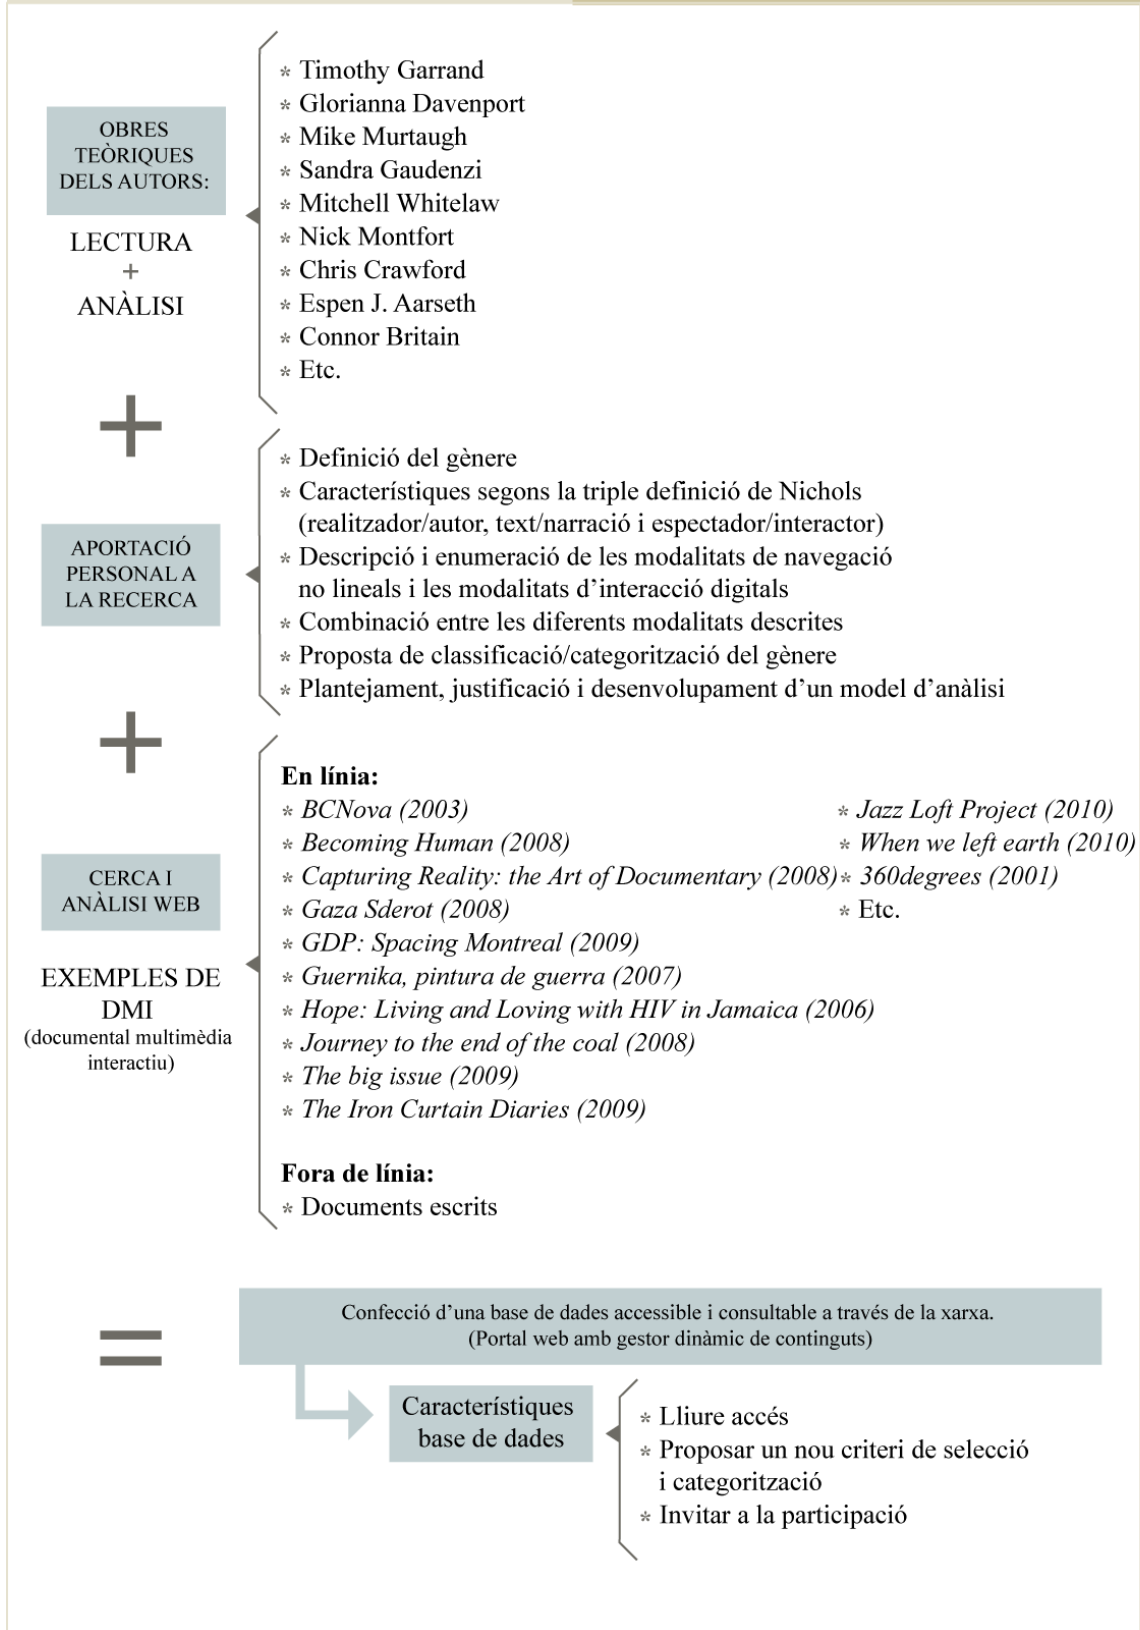 OBRES
TEÒRIQUES
DELS AUTORS:
LECTURA
+
ANÀLISI
* Timothy Garrand
* Glorianna Davenport
* Mike Murtaugh
* Sandra Gaudenzi
* Mitchell Whitelaw
* Nick Montfort
* Chris Crawford
* Espen J. Aarseth
* Connor Britain
* Etc.
+
APORTACIÓ
PERSONAL A
LA RECERCA
* Definició del gènere
* Característiques segons la triple definició de Nichols
(realitzador/autor, text/narració i espectador/interactor)
* Descripció i enumeració de les modalitats de navegació
no lineals i les modalitats d’interacció digitals
* Combinació entre les diferents modalitats descrites
* Proposta de classificació/categorització del gènere
* Plantejament, justificació i desenvolupament d’un model d’anàlisi
+
CERCA I
ANÀLISI WEB
EXEMPLES DE
DMI
(documental multimèdia
interactiu)
En línia:
* BCNova (2003)
* Becoming Human (2008)
* Capturing Reality: the Art of Documentary (2008)
* Gaza Sderot (2008)
* GDP: Spacing Montreal (2009)
* Guernika, pintura de guerra (2007)
* Hope: Living and Loving with HIV in Jamaica (2006)
* Journey to the end of the coal (2008)
* The big issue (2009)
* The Iron Curtain Diaries (2009)
* Jazz Loft Project (2010)
* When we left earth (2010)
* 360degrees (2001)
* Etc.
Fora de línia:
* Documents escrits
=
Confecció d’una base de dades accessible i consultable a través de la xarxa.
(Portal web amb gestor dinàmic de continguts)
Característiques
base de dades
* Lliure accés
* Proposar un nou criteri de selecció
i categorització
* Invitar a la participació